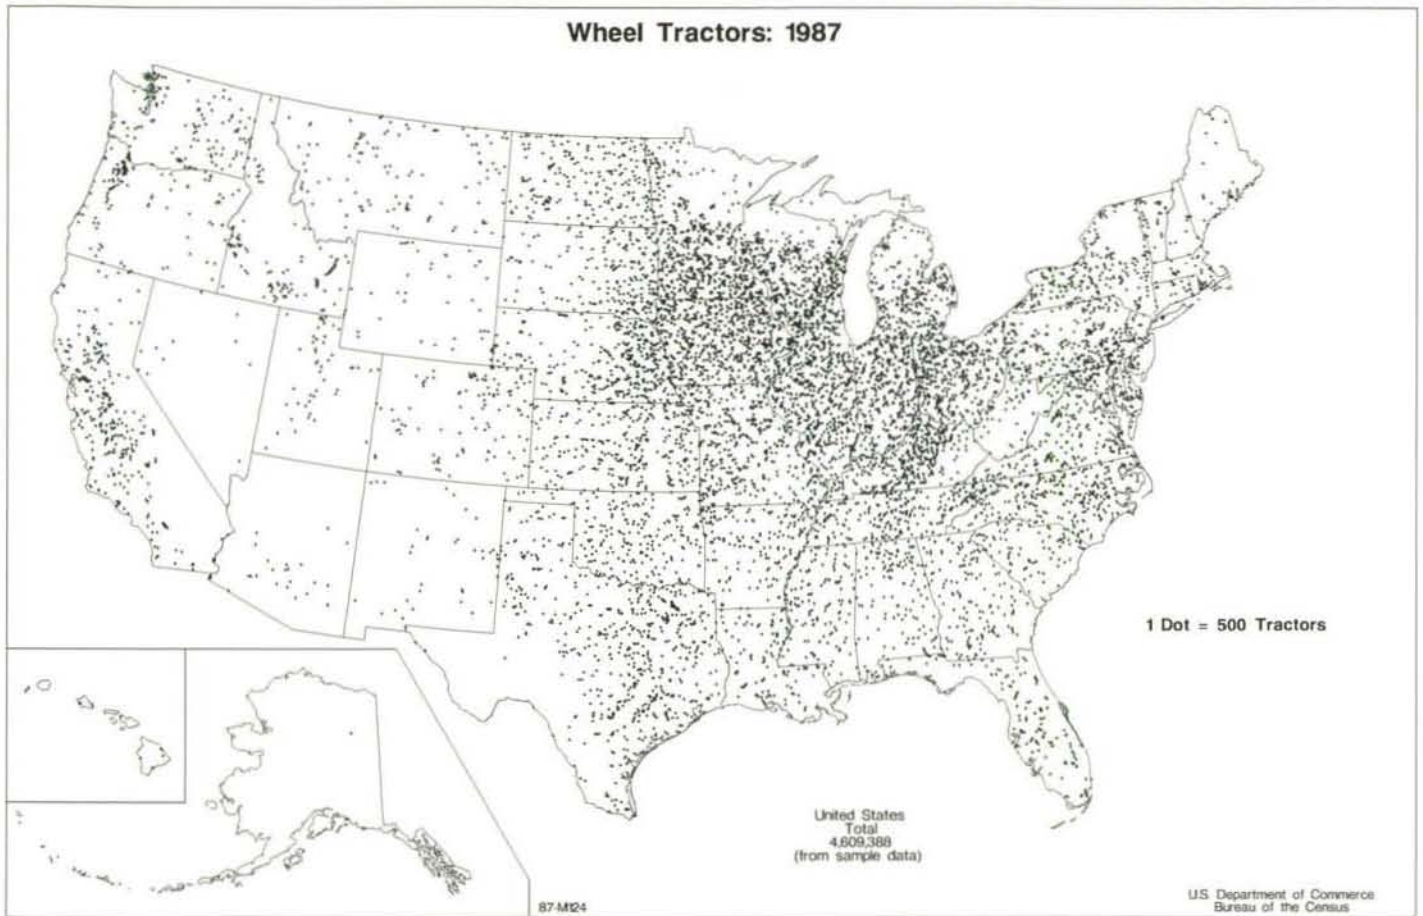 Wheel Tractors: 1987
1 Dot = 500 Tractors
United States
Total
4,609,388
(from sample data)
87-M124
U.S. Department of Commerce
Bureau of the Census